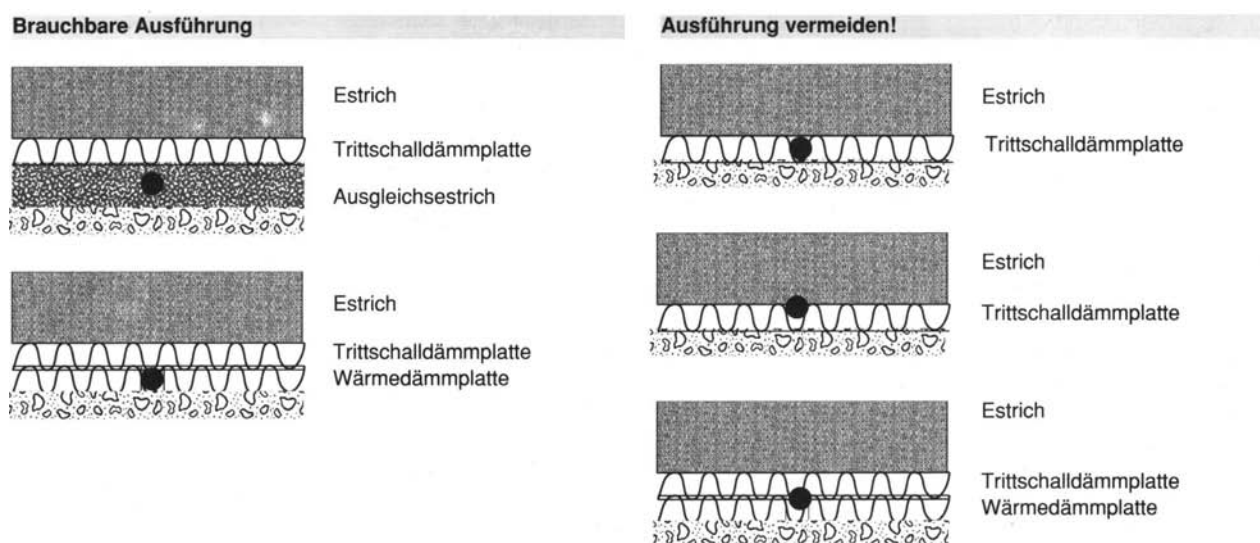 Brauchbare Ausführung
Estrich
Trittschalldämmplatte
Ausgleichsestrich
Estrich
Trittschalldämmplatte
Wärmedämmplatte
Ausführung vermeiden!
Estrich
Trittschalldämmplatte
Estrich
Trittschalldämmplatte
Estrich
Trittschalldämmplatte
Wärmedämmplatte